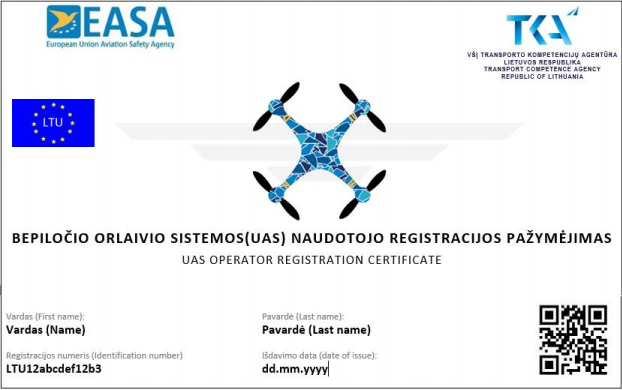 EASA
European Union Aviation Safety Agency
TKA
VŠĮ TRANSPORTO KOMPETENCIJŲ AGENTŪRA
LIETUVOS RESPUBLIKA
TRANSPORT COMPETENCE AGENCY
REPUBLIC OF LITHUANIA
LTU
BEPILOČIO ORLAIVIO SISTEMOS(UAS) NAUDOTOJO REGISTRACIJOS PAŽYMĖJIMAS
UAS OPERATOR REGISTRATION CERTIFICATE
Vardas (First name):
Vardas (Name)
Pavardė (Last name):
Pavardė (Last name)
Registracijos numeris (Identification number)
LTU12abcdef12b3
Išdavimo data (date of issue):
dd.mm.yyyy